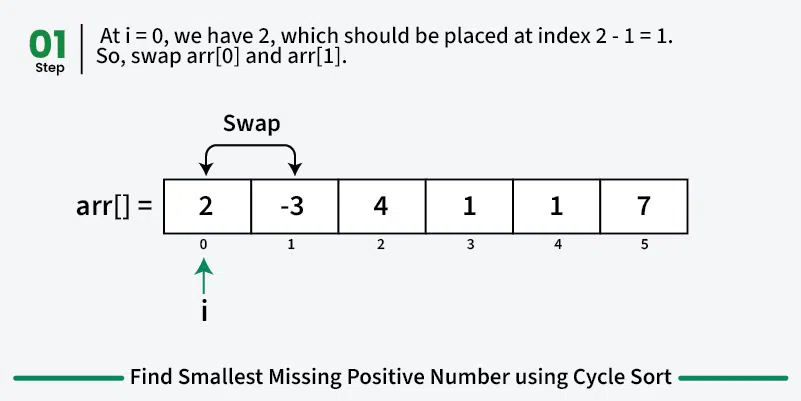 01
Step
At i = 0, we have 2, which should be placed at index 2 - 1 = 1.
So, swap arr[0] and arr[1].
Swap
arr[] = 2 -3 4 1 1 7
0 1 2 3 4 5
i
Find Smallest Missing Positive Number using Cycle Sort